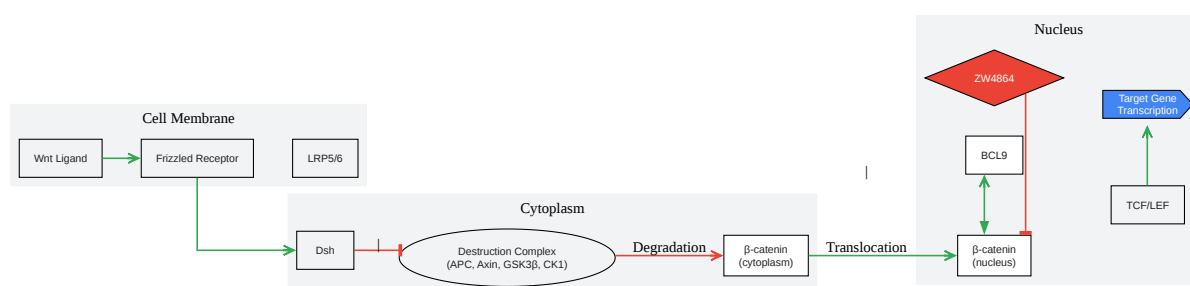 Nucleus
ZW4864
Target Gene
Transcription
Cell Membrane
Wnt Ligand
Frizzled Receptor
LRP5/6
BCL9
TCF/LEF
Cytoplasm
Dsh
Destruction Complex
(APC, Axin, GSK3β, CK1)
Degradation
β-catenin
(cytoplasm)
Translocation
β-catenin
(nucleus)